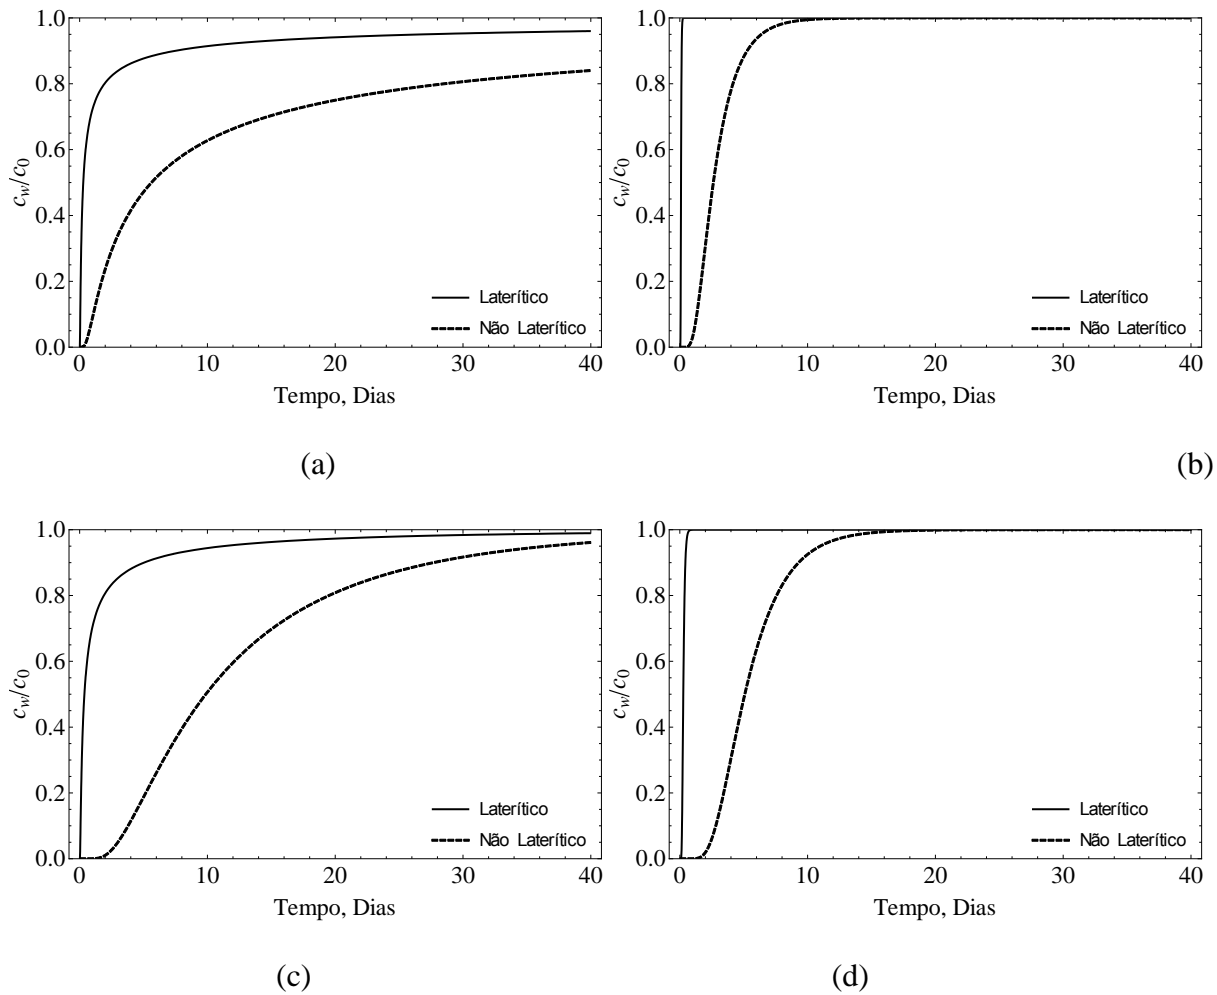 1.0
0.8
0.6
0.4
0.2
0.0
c_w/c_0
Laterítico
Não Laterítico
0 10 20 30 40
Tempo, Dias
(a)
1.0
0.8
0.6
0.4
0.2
0.0
c_w/c_0
Laterítico
Não Laterítico
0 10 20 30 40
Tempo, Dias
(b)
1.0
0.8
0.6
0.4
0.2
0.0
c_w/c_0
Laterítico
Não Laterítico
0 10 20 30 40
Tempo, Dias
(c)
1.0
0.8
0.6
0.4
0.2
0.0
c_w/c_0
Laterítico
Não Laterítico
0 10 20 30 40
Tempo, Dias
(d)